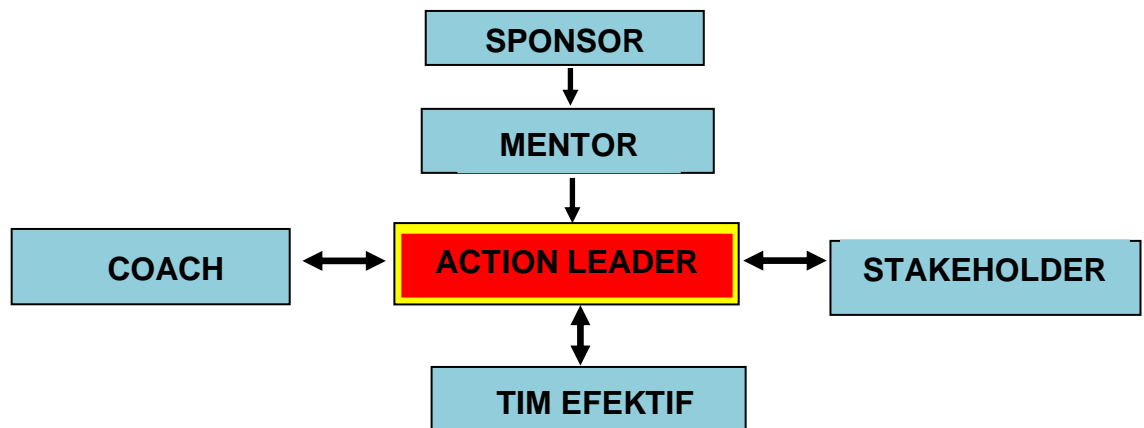 SPONSOR
MENTOR
COACH
ACTION LEADER
STAKEHOLDER
TIM EFEKTIF